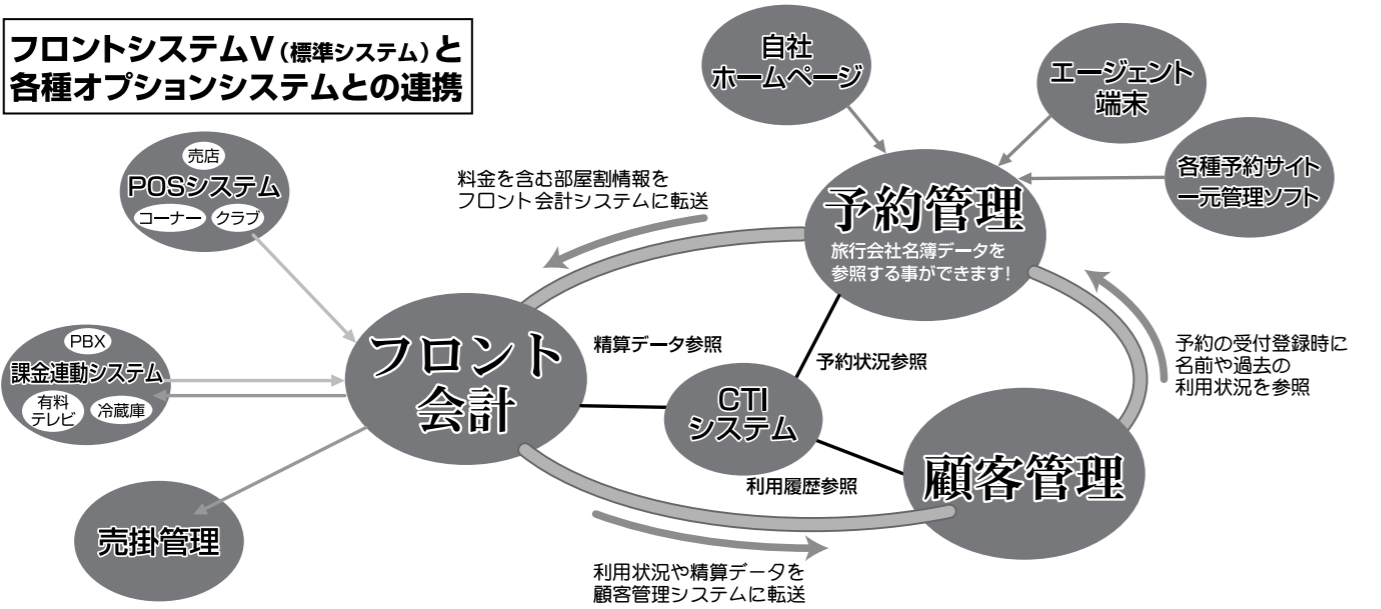 フロントシステムV(標準システム)と
各種オプションシステムとの連携
自社
ホームページ
エージェント
端末
各種予約サイト
一元管理ソフト
売店
POSシステム
コーナー
クラブ
料金を含む部屋割情報を
フロント会計システムに転送
予約管理
旅行会社名簿データを
参照する事ができます!
PBX
課金連動システム
有料
テレビ
冷蔵庫
フロント
会計
精算データ参照
予約状況参照
予約の受付登録時に
名前や過去の
利用状況を参照
CTI
システム
利用履歴参照
顧客管理
売掛管理
利用状況や精算データを
顧客管理システムに転送